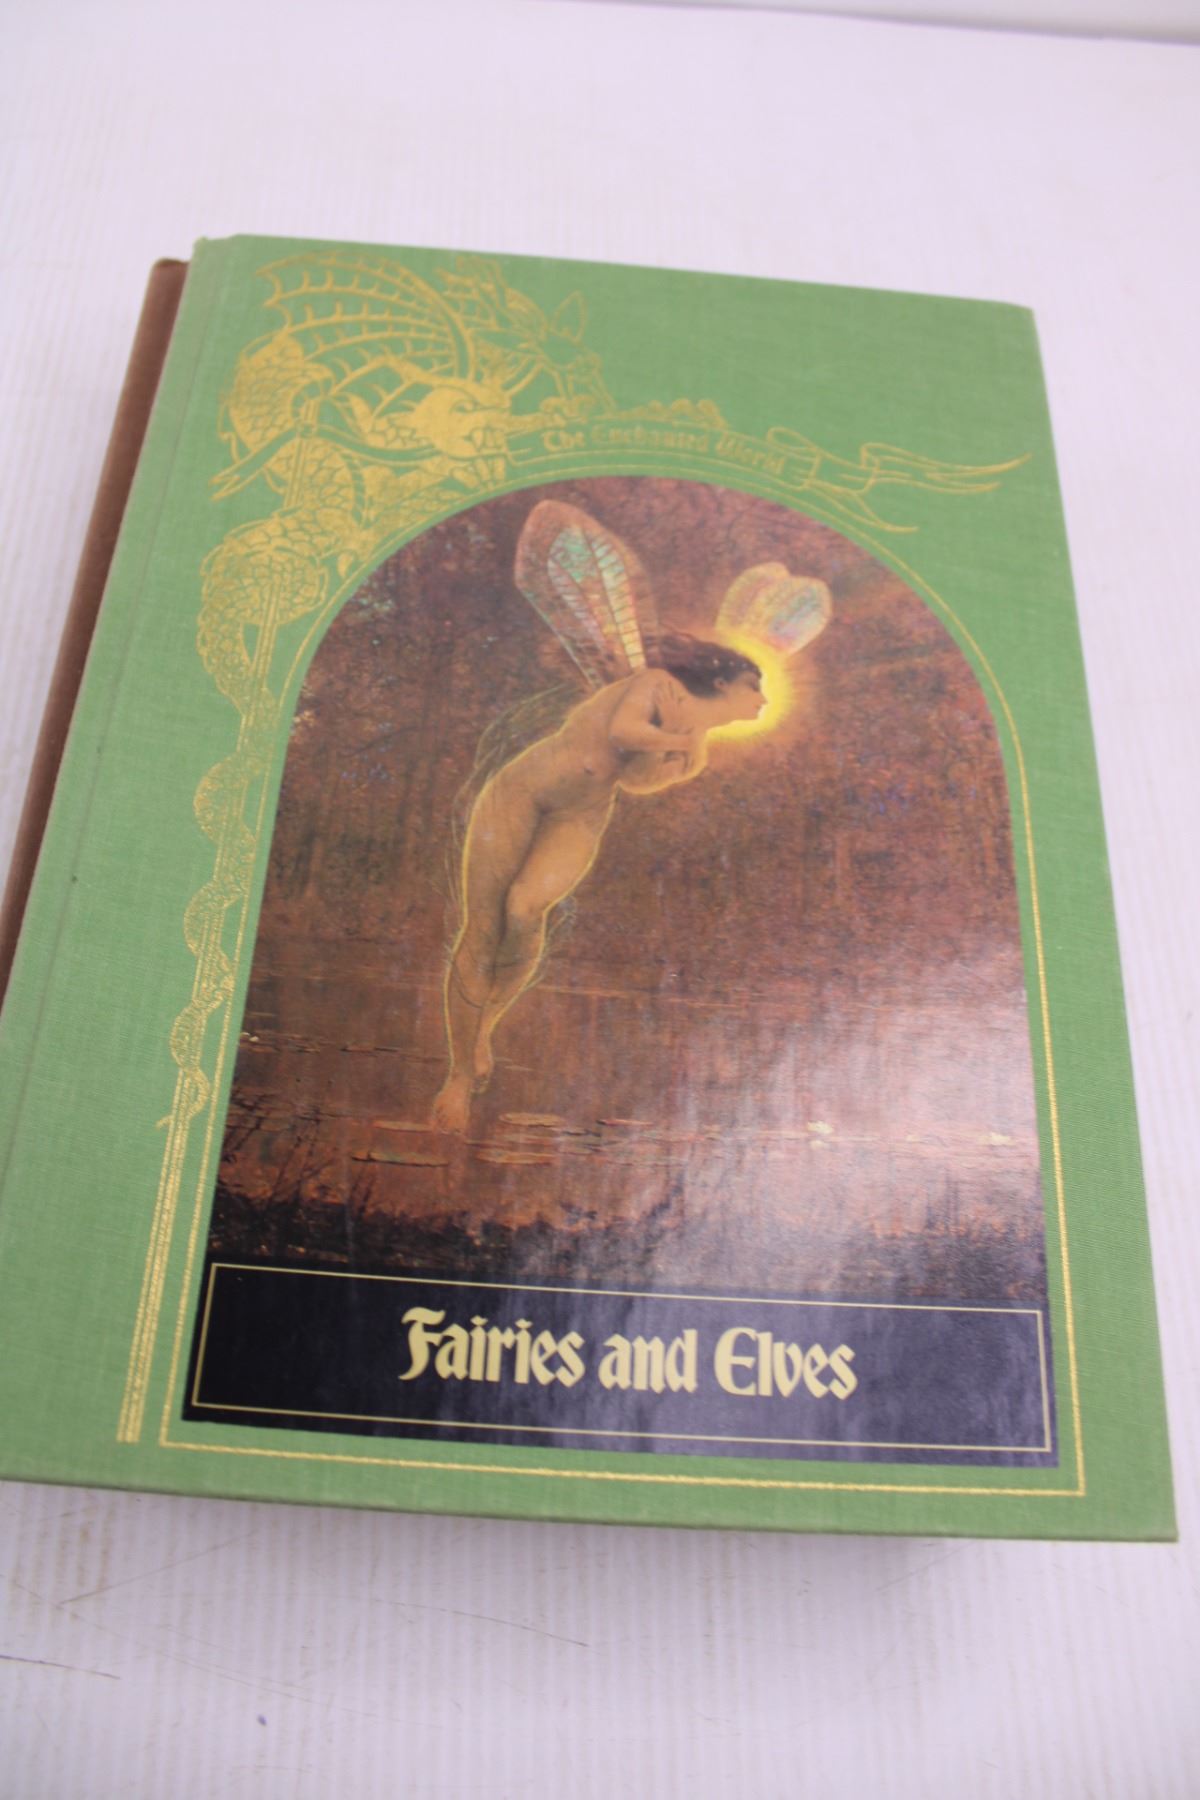 The Enchanted World
Fairies and Elves